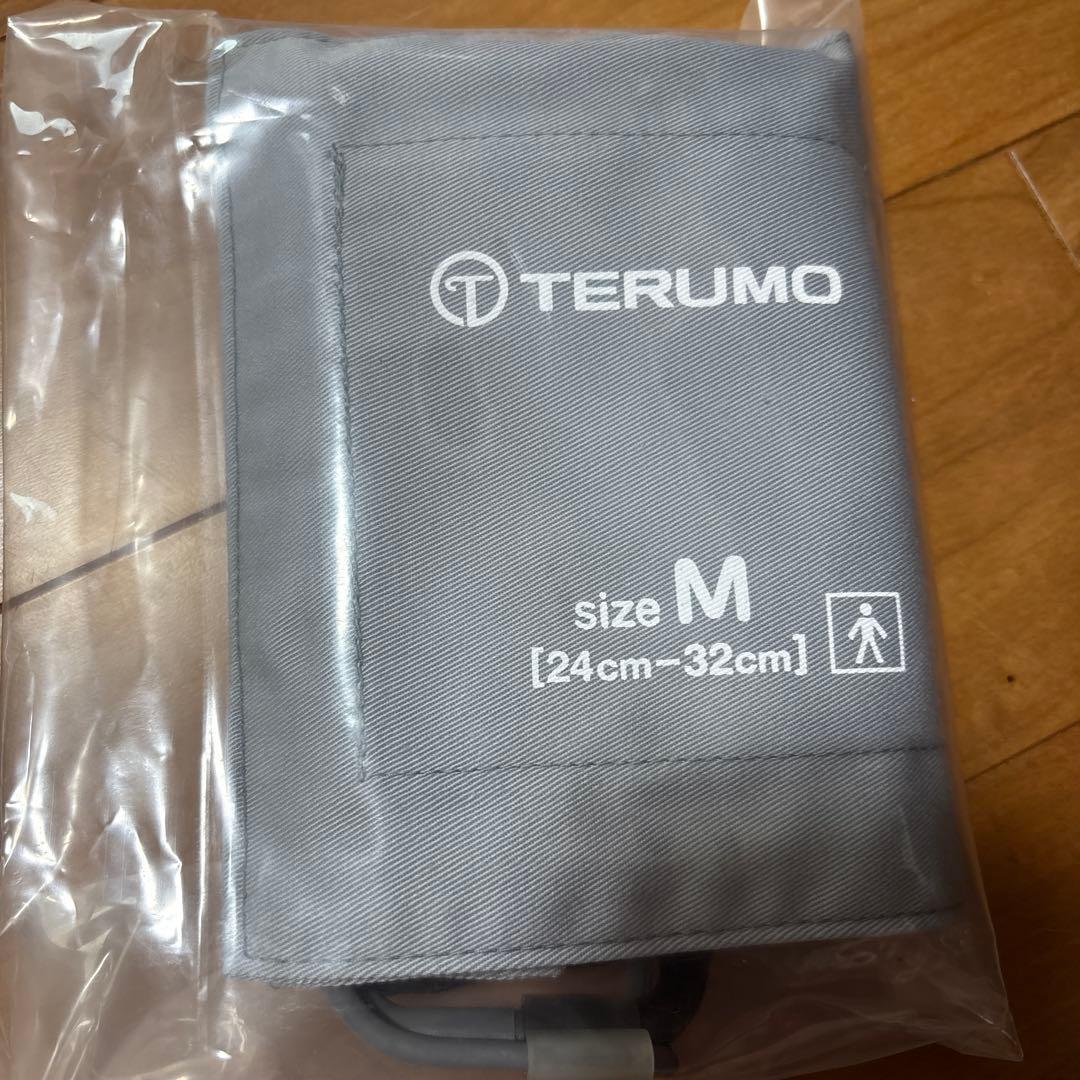 TERUMO
size M
[24cm-32cm]